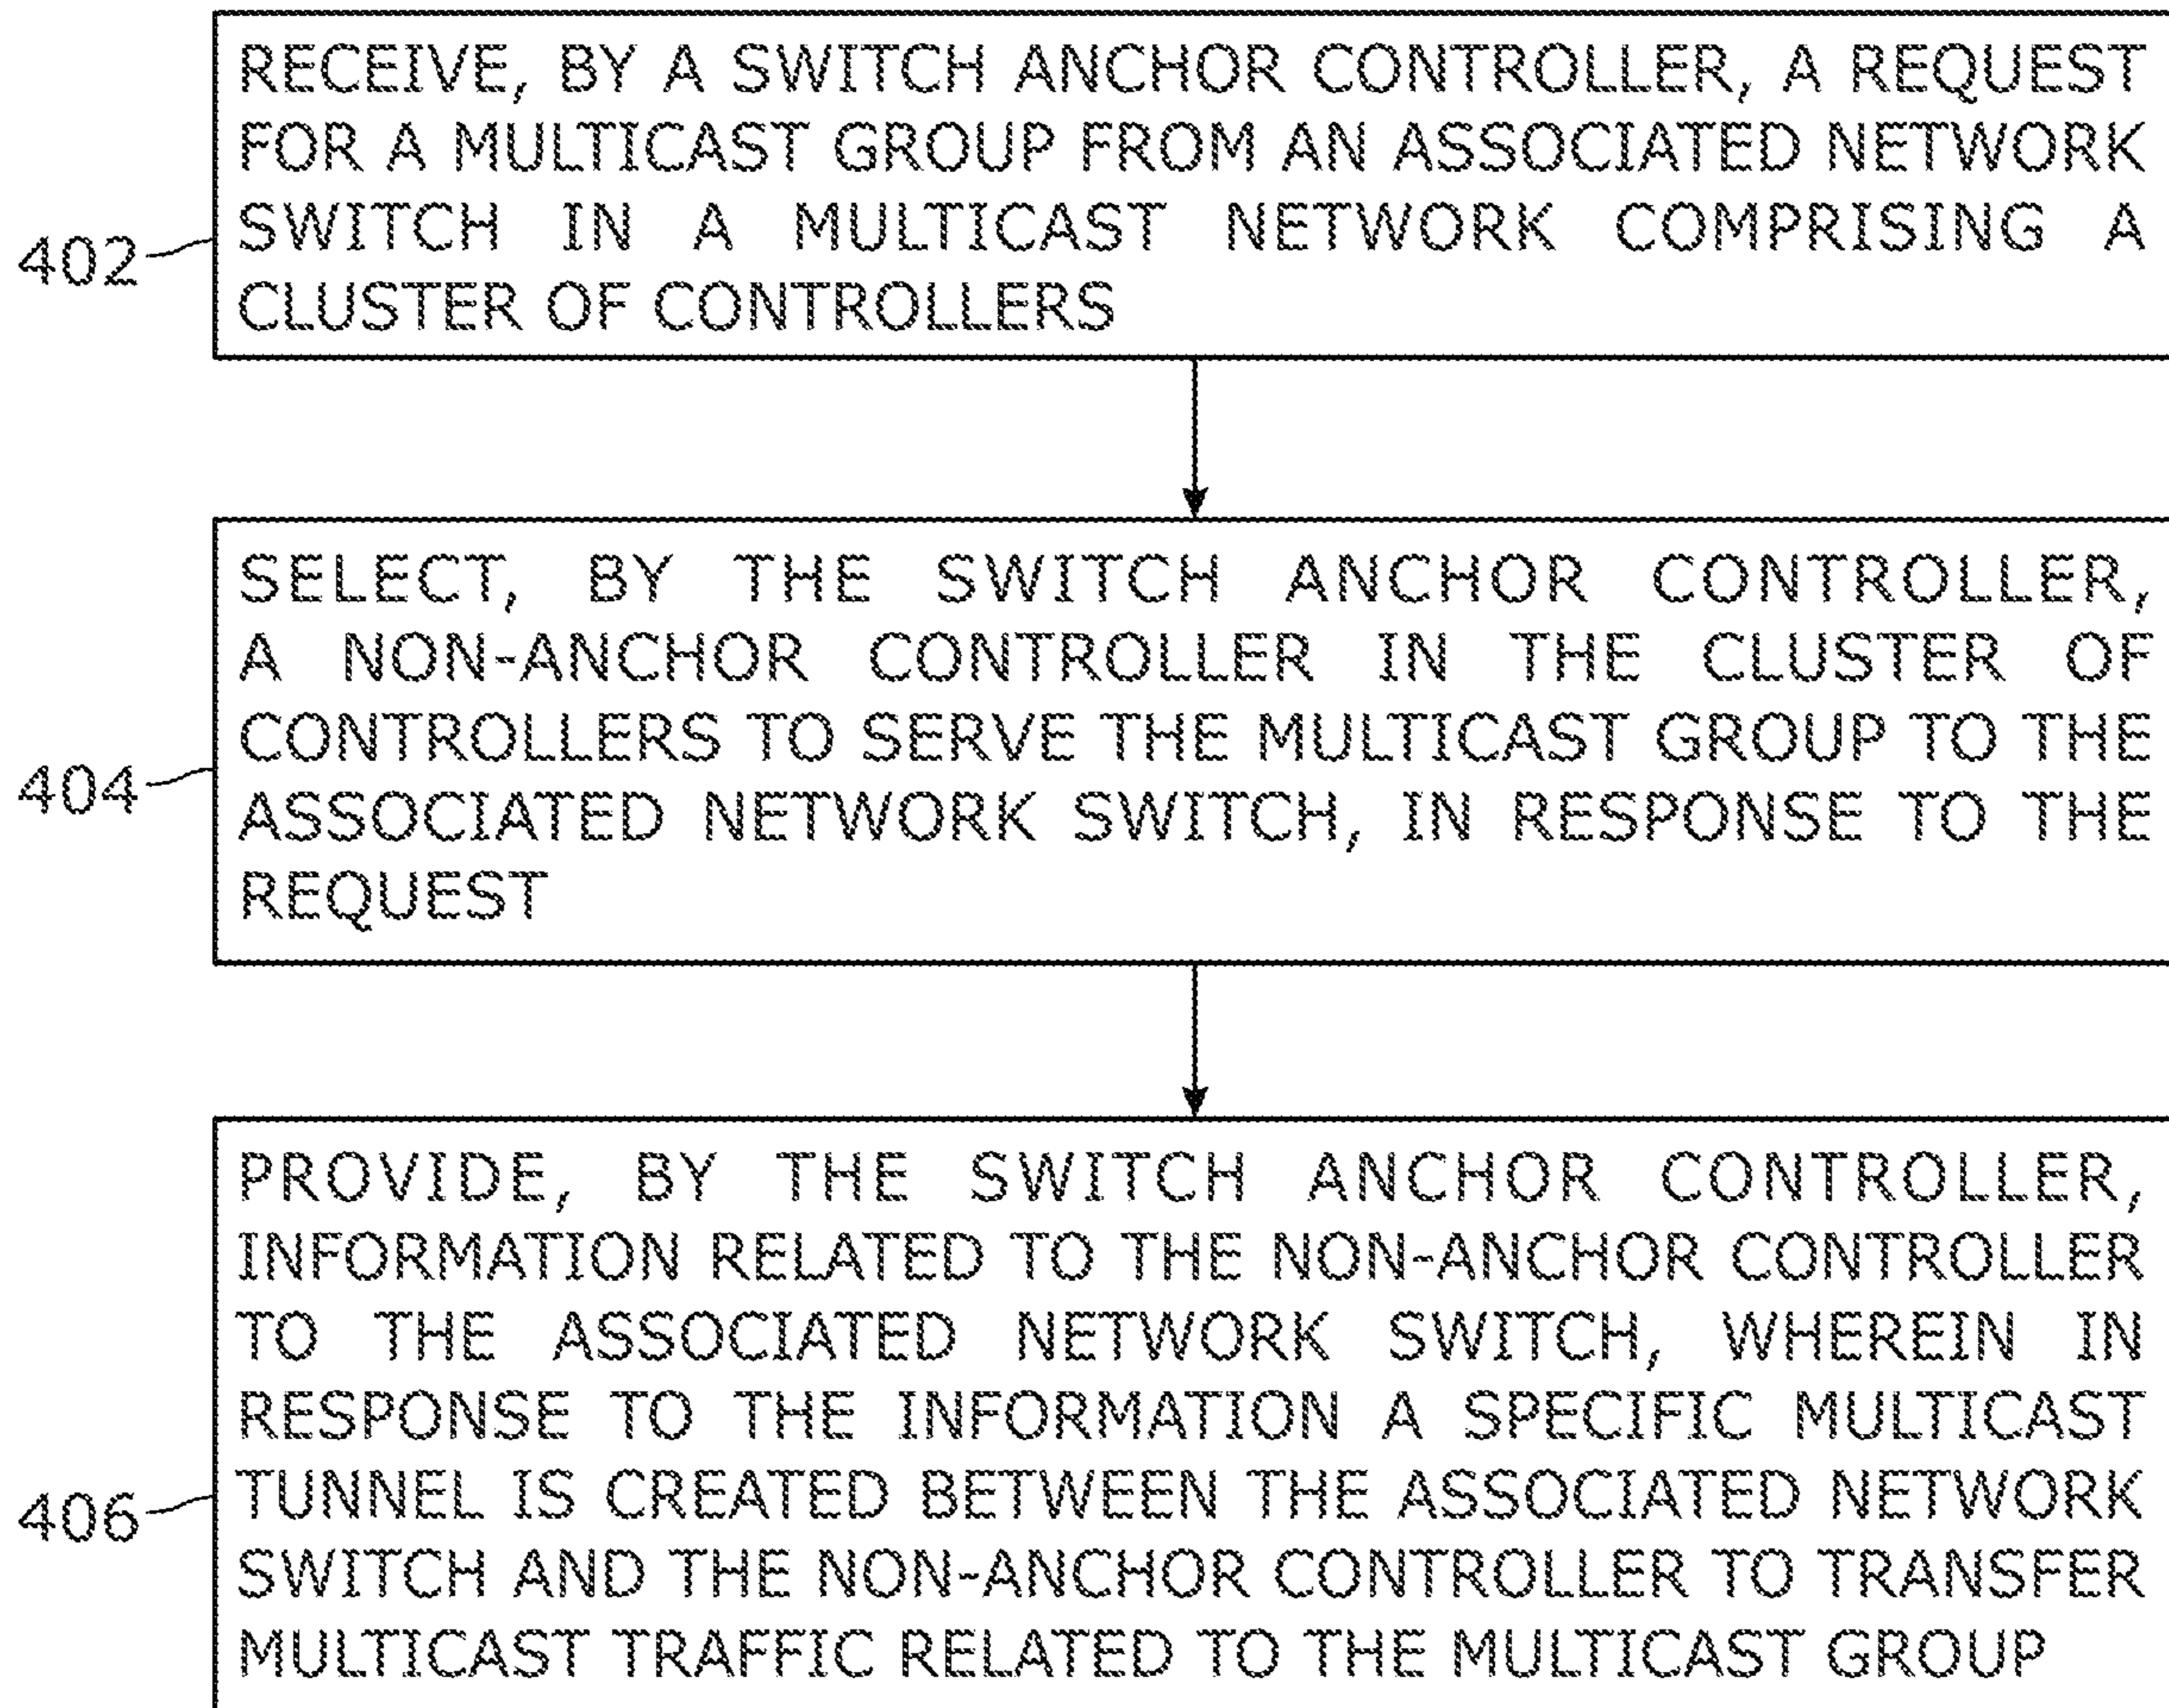 RECEIVE, BY A SWITCH ANCHOR CONTROLLER, A REQUEST
FOR A MULTICAST GROUP FROM AN ASSOCIATED NETWORK
SWITCH IN A MULTICAST NETWORK COMPRISING A
402
CLUSTER OF CONTROLLERS
SELECT, BY THE SWITCH ANCHOR CONTROLLER,
A NON-ANCHOR CONTROLLER IN THE CLUSTER OF
CONTROLLERS TO SERVE THE MULTICAST GROUP TO THE
404
ASSOCIATED NETWORK SWITCH, IN RESPONSE TO THE
REQUEST
PROVIDE, BY THE SWITCH ANCHOR CONTROLLER,
INFORMATION RELATED TO THE NON-ANCHOR CONTROLLER
TO THE ASSOCIATED NETWORK SWITCH, WHEREIN IN
RESPONSE TO THE INFORMATION A SPECIFIC MULTICAST
TUNNEL IS CREATED BETWEEN THE ASSOCIATED NETWORK
406
SWITCH AND THE NON-ANCHOR CONTROLLER TO TRANSFER
MULTICAST TRAFFIC RELATED TO THE MULTICAST GROUP